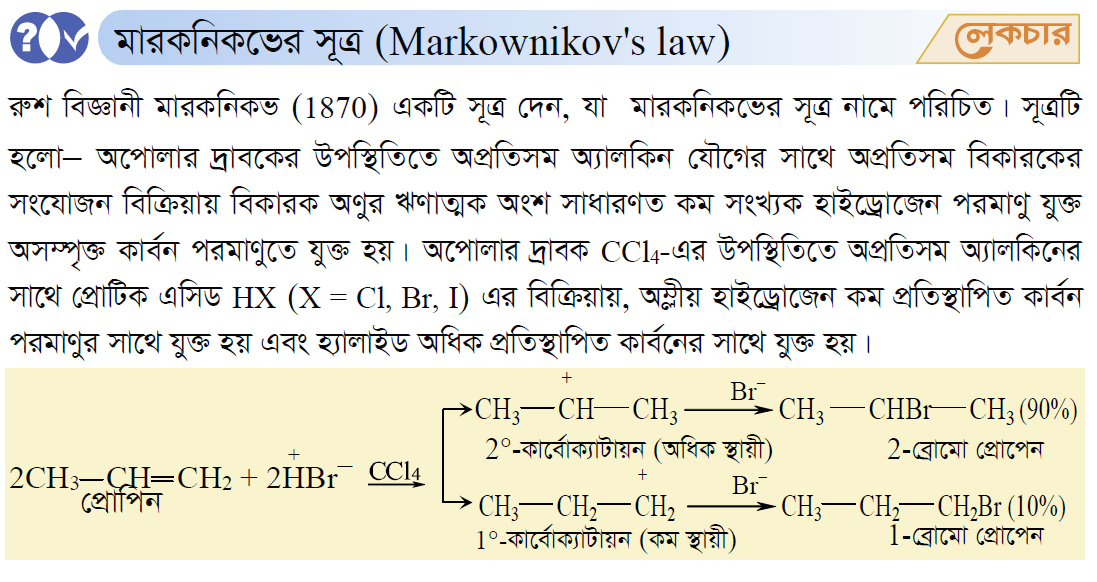 ? মারকনিকভের সূত্র (Markownikov's law) লেকচার
রুশ বিজ্ঞানী মারকনিকভ (1870) একটি সূত্র দেন, যা মারকনিকভের সূত্র নামে পরিচিত। সূত্রটি
হলো– অপোলার দ্রাবকের উপস্থিতিতে অপ্রতিসম অ্যালকিন যৌগের সাথে অপ্রতিসম বিকারকের
সংযোজন বিক্রিয়ায় বিকারক অণুর ঋণাত্মক অংশ সাধারণত কম সংখ্যক হাইড্রোজেন পরমাণু যুক্ত
অসম্পৃক্ত কার্বন পরমাণুতে যুক্ত হয়। অপোলার দ্রাবক CCl₄-এর উপস্থিতিতে অপ্রতিসম অ্যালকিনের
সাথে প্রোটিক এসিড HX (X = Cl, Br, I) এর বিক্রিয়ায়, অম্লীয় হাইড্রোজেন কম প্রতিস্থাপিত কার্বন
পরমাণুর সাথে যুক্ত হয় এবং হ্যালাইড অধিক প্রতিস্থাপিত কার্বনের সাথে যুক্ত হয়।
+
CH₃—CH—CH₃ Br⁻ CH₃—CHBr—CH₃ (90%)
2°-কার্বোক্যাটায়ন (অধিক স্থায়ী) 2-ব্রোমো প্রোপেন
+
2CH₃—CH=CH₂ + 2HBr⁻ CCl₄
প্রোপিন
+
CH₃—CH₂—CH₂ Br⁻ CH₃—CH₂—CH₂Br (10%)
1°-কার্বোক্যাটায়ন (কম স্থায়ী) 1-ব্রোমো প্রোপেন